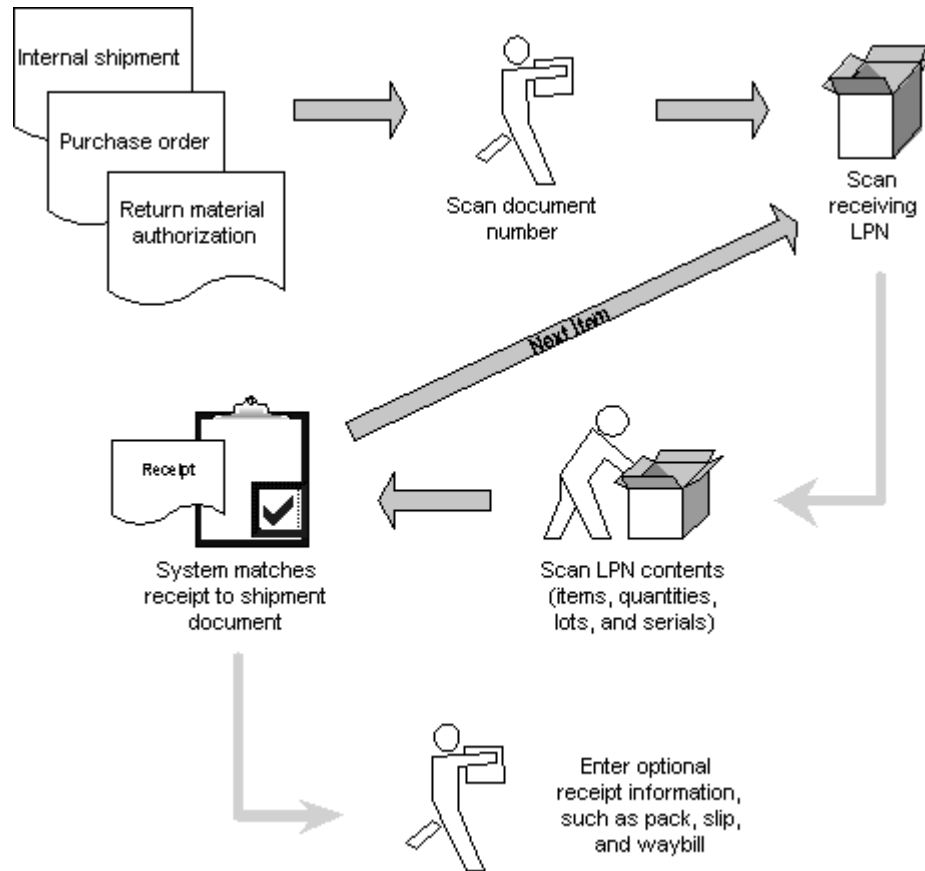 Internal shipment
Purchase order
Return material
authorization
Scan document
number
Scan
receiving
LPN
Next Item
Receipt
System matches
receipt to shipment
document
Scan LPN contents
(items, quantities,
lots, and serials)
Enter optional
receipt information,
such as pack, slip,
and waybill